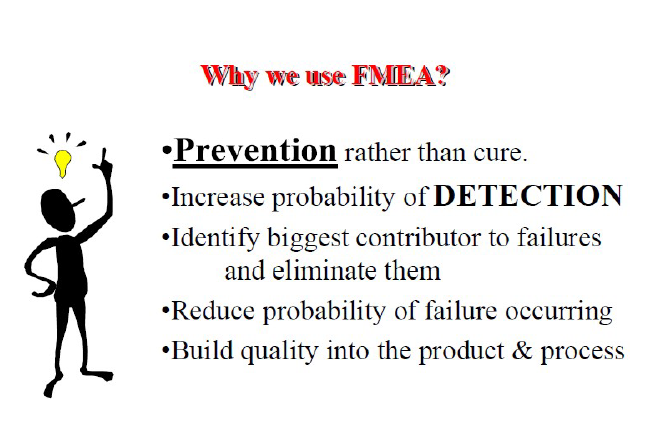 Why we use FMEA?
•Prevention rather than cure.
•Increase probability of DETECTION
•Identify biggest contributor to failures
and eliminate them
•Reduce probability of failure occurring
•Build quality into the product & process